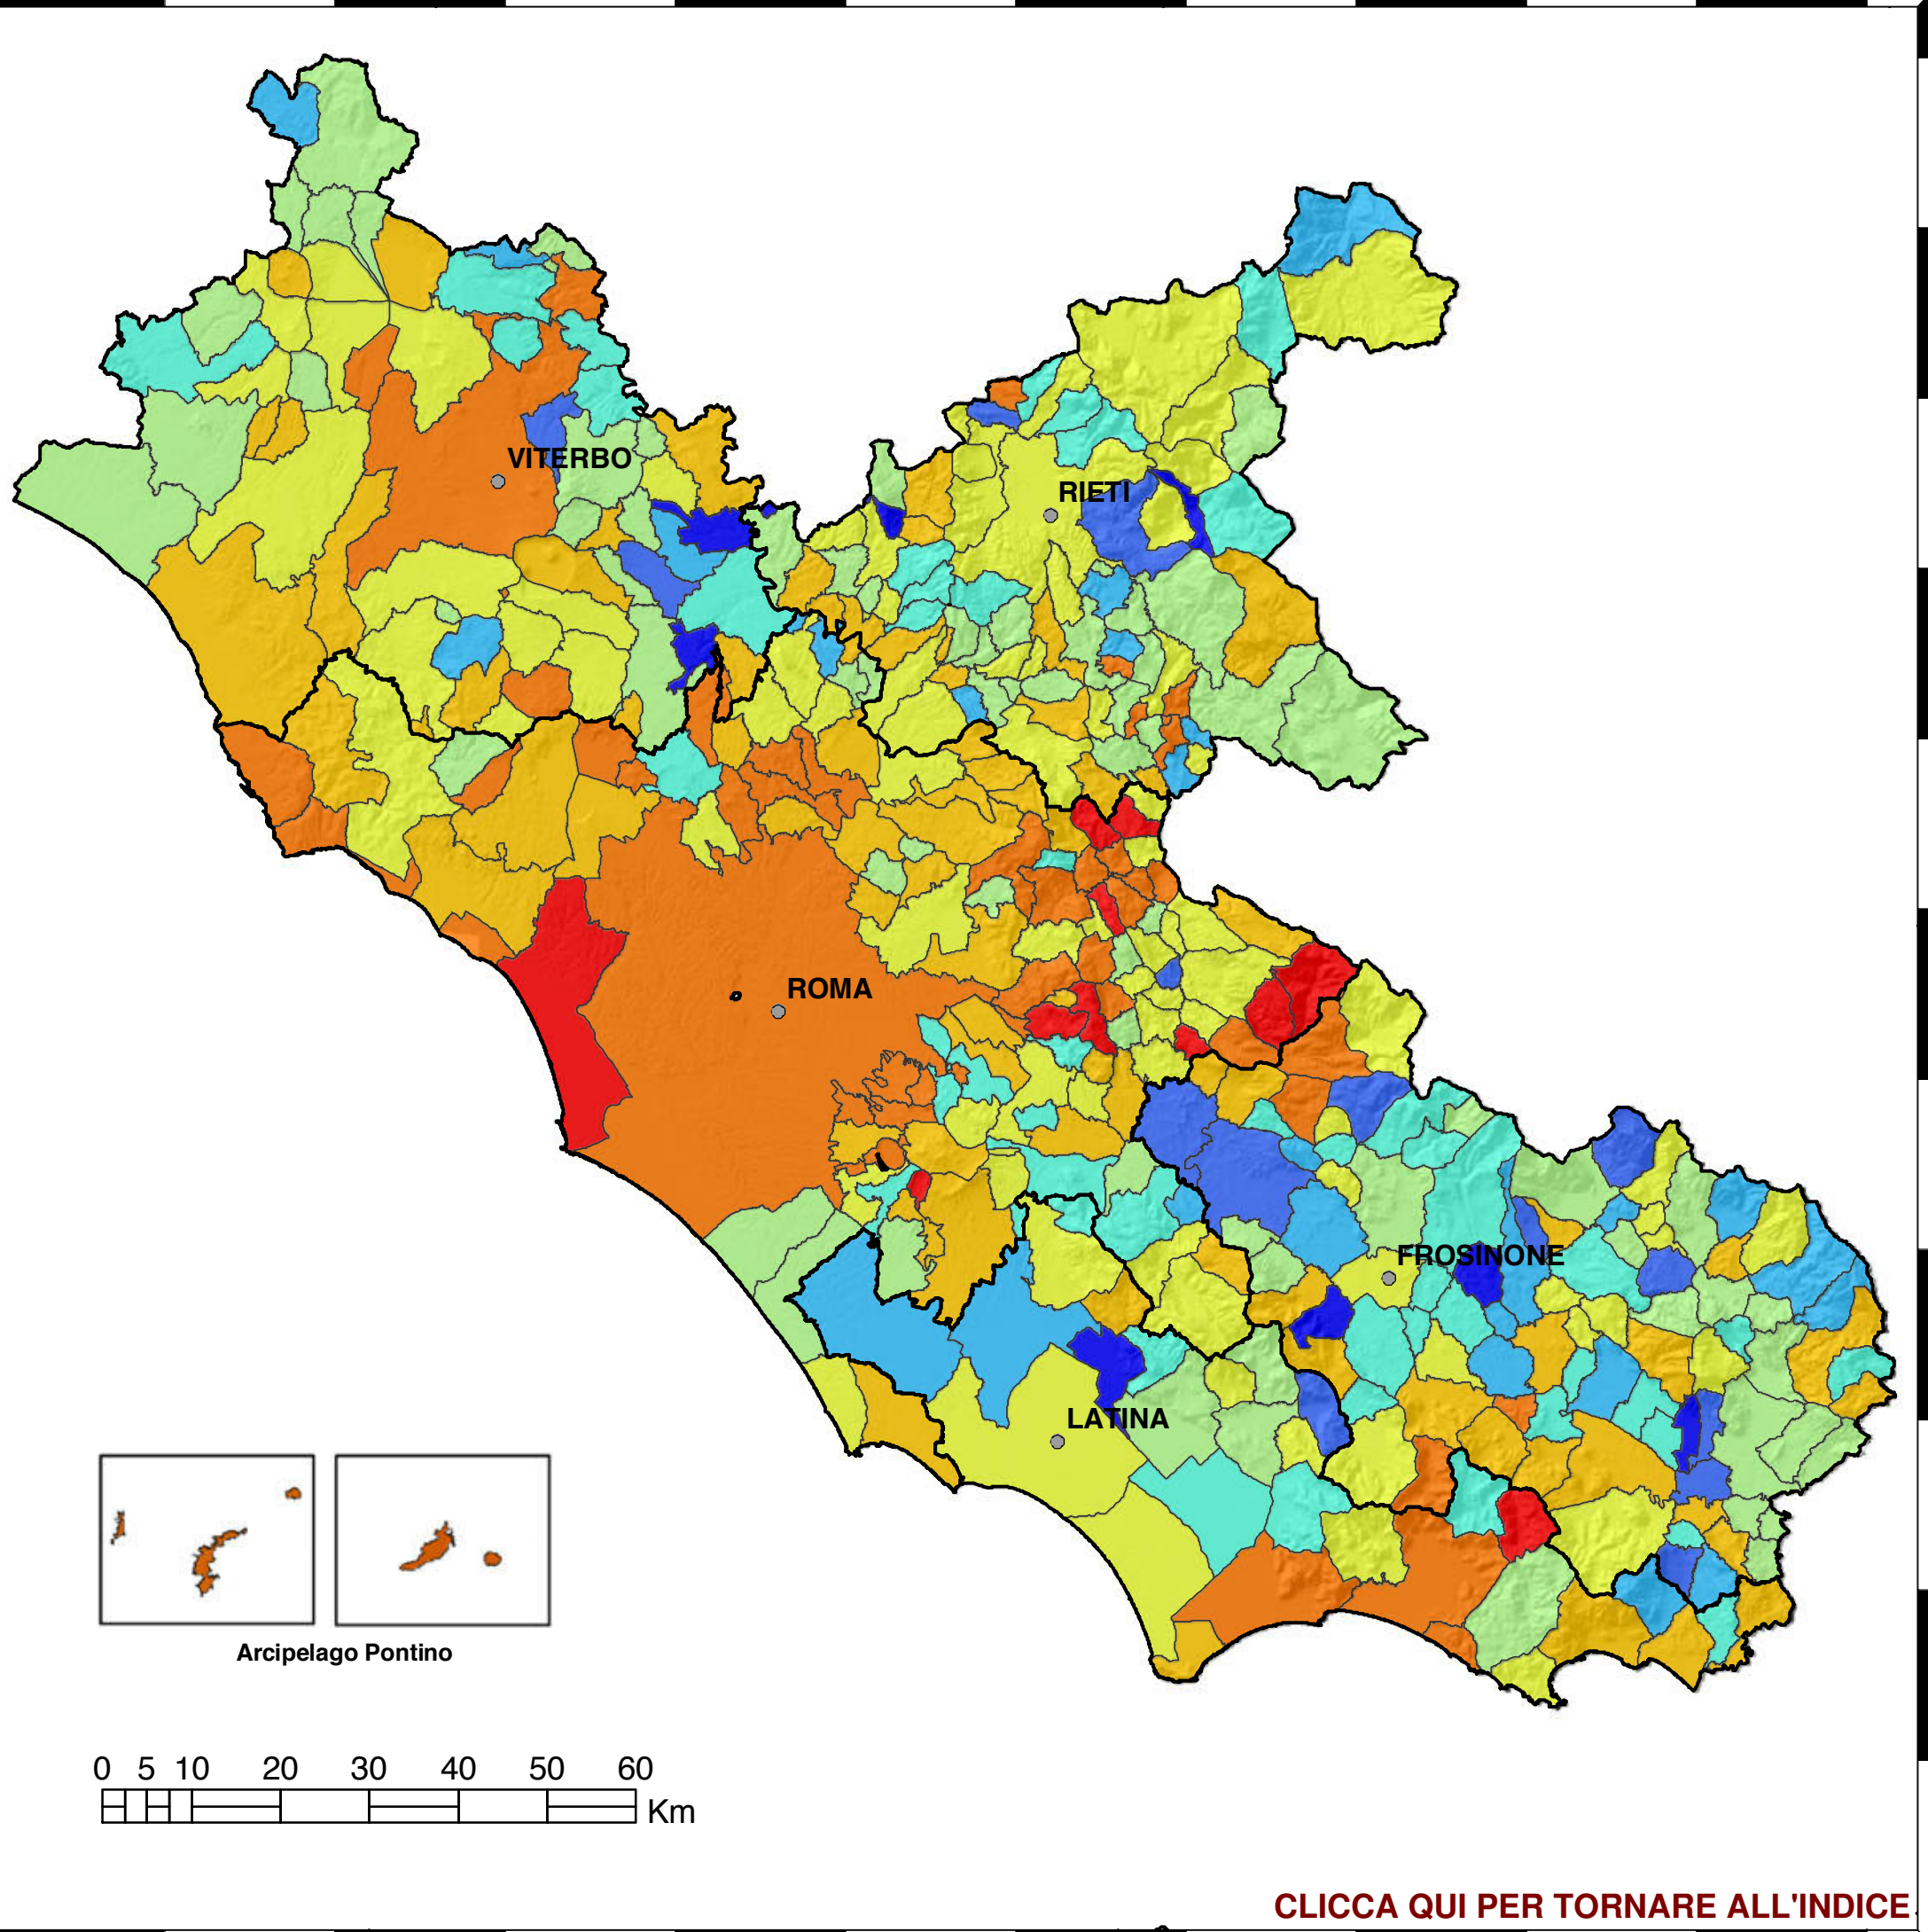 VITERBO
RIETI
ROMA
FROSINONE
LATINA
Arcipelago Pontino
0 5 10 20 30 40 50 60
Km
CLICCA QUI PER TORNARE ALL'INDICE